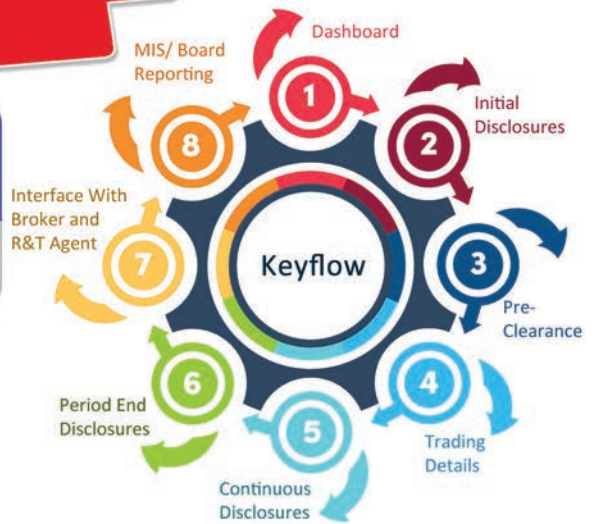 Keyflow
1
Dashboard
2
Initial
Disclosures
3
Pre-
Clearance
4
Trading
Details
5
Continuous
Disclosures
6
Period End
Disclosures
7
Interface With
Broker and
R&T Agent
8
MIS/ Board
Reporting